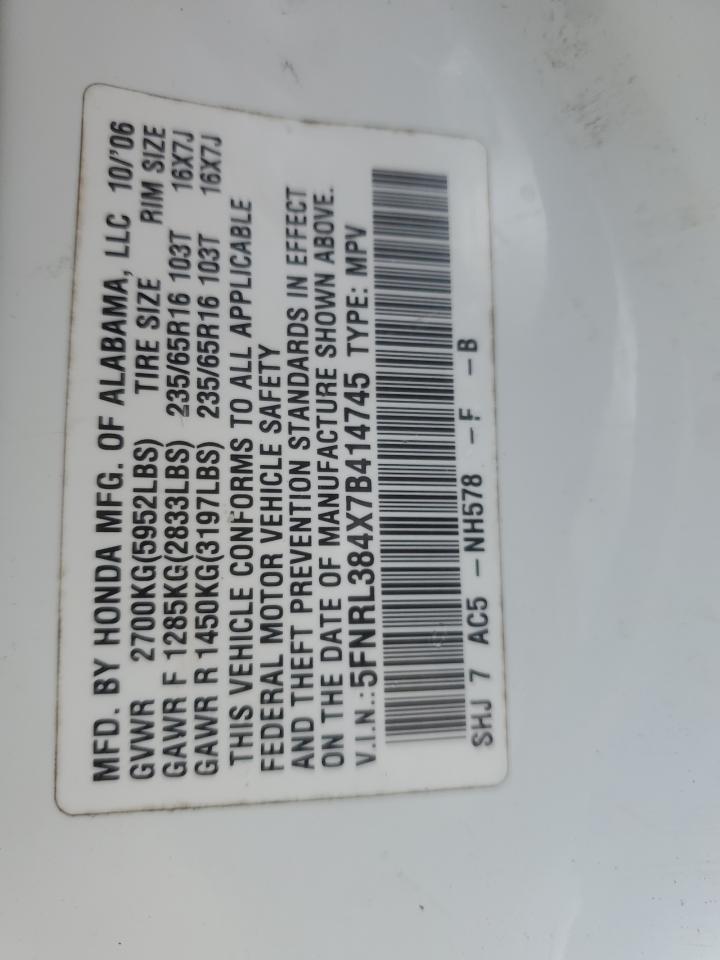 MFD. BY HONDA MFG. OF ALABAMA, LLC 10/'06
GVWR 2700KG(5952LBS) TIRE SIZE RIM SIZE
GAWR F 1285KG(2833LBS) 235/65R16 103T 16X7J
GAWR R 1450KG(3197LBS) 235/65R16 103T 16X7J
THIS VEHICLE CONFORMS TO ALL APPLICABLE
FEDERAL MOTOR VEHICLE SAFETY
AND THEFT PREVENTION STANDARDS IN EFFECT
ON THE DATE OF MANUFACTURE SHOWN ABOVE.
V.I.N.:5FNRL384X7B414745 TYPE: MPV
SHJ 7 AC5 -NH578 -F -B